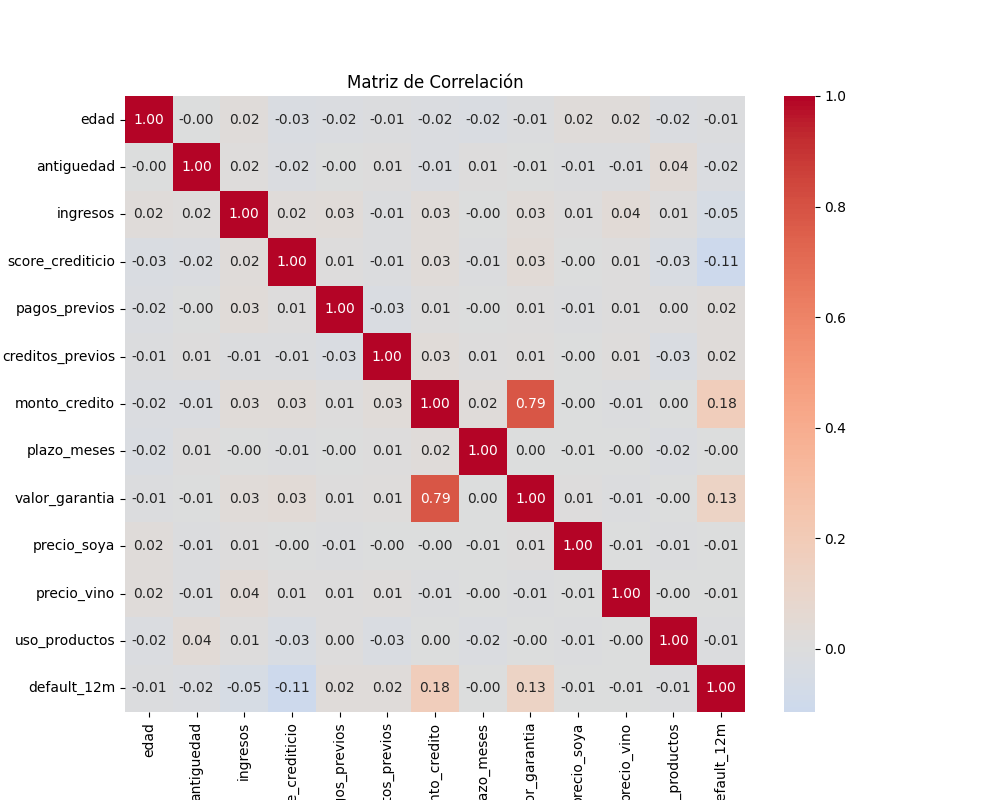 Matriz de Correlación
edad 1.00 -0.00 0.02 -0.03 -0.02 -0.01 -0.02 -0.02 -0.01 0.02 0.02 -0.02 -0.01
antiguedad -0.00 1.00 0.02 -0.02 -0.00 0.01 -0.01 0.01 -0.01 -0.01 -0.01 0.04 -0.02
ingresos 0.02 0.02 1.00 0.02 0.03 -0.01 0.03 -0.00 0.03 0.01 0.04 0.01 -0.05
score_crediticio -0.03 -0.02 0.02 1.00 0.01 -0.01 0.03 -0.01 0.03 -0.00 0.01 -0.03 -0.11
pagos_previos -0.02 -0.00 0.03 0.01 1.00 -0.03 0.01 -0.00 0.01 -0.01 0.01 0.00 0.02
creditos_previos -0.01 0.01 -0.01 -0.01 -0.03 1.00 0.03 0.01 0.01 -0.00 0.01 -0.03 0.02
monto_credito -0.02 -0.01 0.03 0.03 0.01 0.03 1.00 0.02 0.79 -0.00 -0.01 0.00 0.18
plazo_meses -0.02 0.01 -0.00 -0.01 -0.00 0.01 0.02 1.00 0.00 -0.01 -0.00 -0.02 -0.00
valor_garantia -0.01 -0.01 0.03 0.03 0.01 0.01 0.79 0.00 1.00 0.01 -0.01 -0.00 0.13
precio_soya 0.02 -0.01 0.01 -0.00 -0.01 -0.00 -0.00 -0.01 0.01 1.00 -0.01 -0.01 -0.01
precio_vino 0.02 -0.01 0.04 0.01 0.01 0.01 -0.01 -0.00 -0.01 -0.01 1.00 -0.00 -0.01
uso_productos -0.02 0.04 0.01 -0.03 0.00 -0.03 0.00 -0.02 -0.00 -0.01 -0.00 1.00 -0.01
default_12m -0.01 -0.02 -0.05 -0.11 0.02 0.02 0.18 -0.00 0.13 -0.01 -0.01 -0.01 1.00
edad
antiguedad
ingresos
e_crediticio
gos_previos
tos_previos
nto_credito
azo_meses
or_garantia
precio_soya
precio_vino
_productos
efault_12m
1.0
0.8
0.6
0.4
0.2
0.0